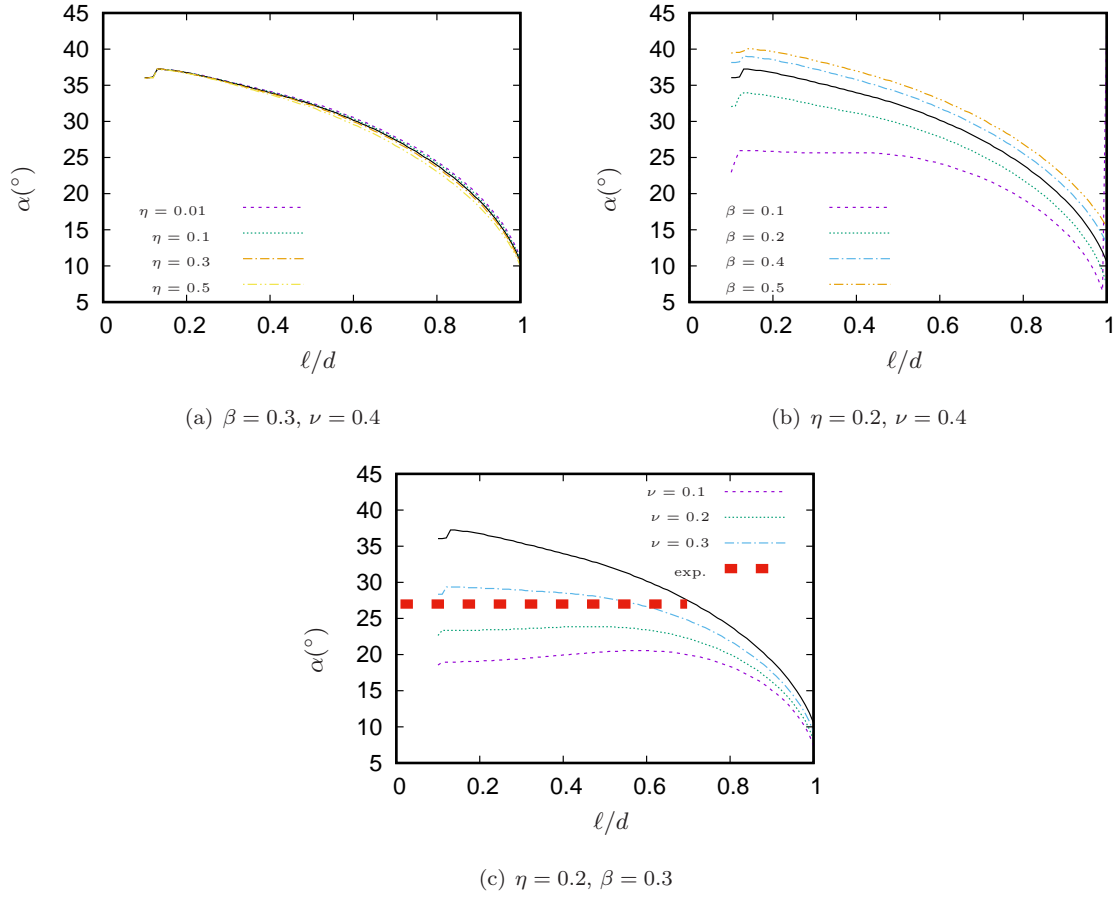 45
40
35
30
25
20
15
10
5
α(°)
η = 0.01
η = 0.1
η = 0.3
η = 0.5
0 0.2 0.4 0.6 0.8 1
ℓ/d
(a) β = 0.3, ν = 0.4
45
40
35
30
25
20
15
10
5
α(°)
β = 0.1
β = 0.2
β = 0.4
β = 0.5
0 0.2 0.4 0.6 0.8 1
ℓ/d
(b) η = 0.2, ν = 0.4
45
40
35
30
25
20
15
10
5
α(°)
ν = 0.1
ν = 0.2
ν = 0.3
exp.
0 0.2 0.4 0.6 0.8 1
ℓ/d
(c) η = 0.2, β = 0.3